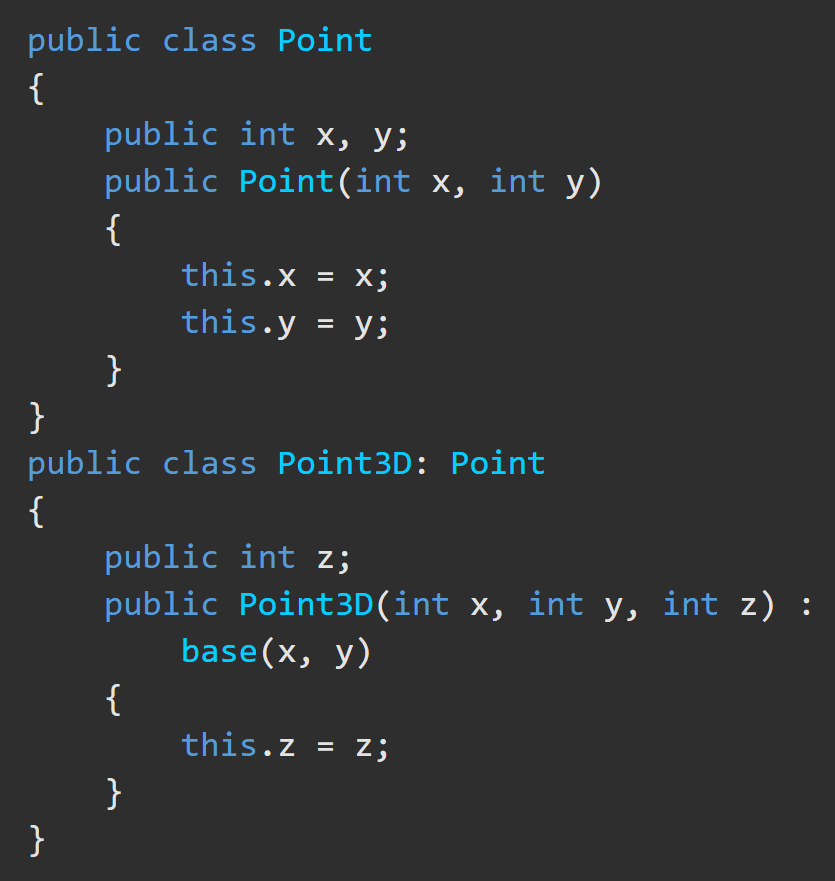 public class Point
{
    public int x, y;
    public Point(int x, int y)
    {
        this.x = x;
        this.y = y;
    }
}
public class Point3D: Point
{
    public int z;
    public Point3D(int x, int y, int z) :
        base(x, y)
    {
        this.z = z;
    }
}